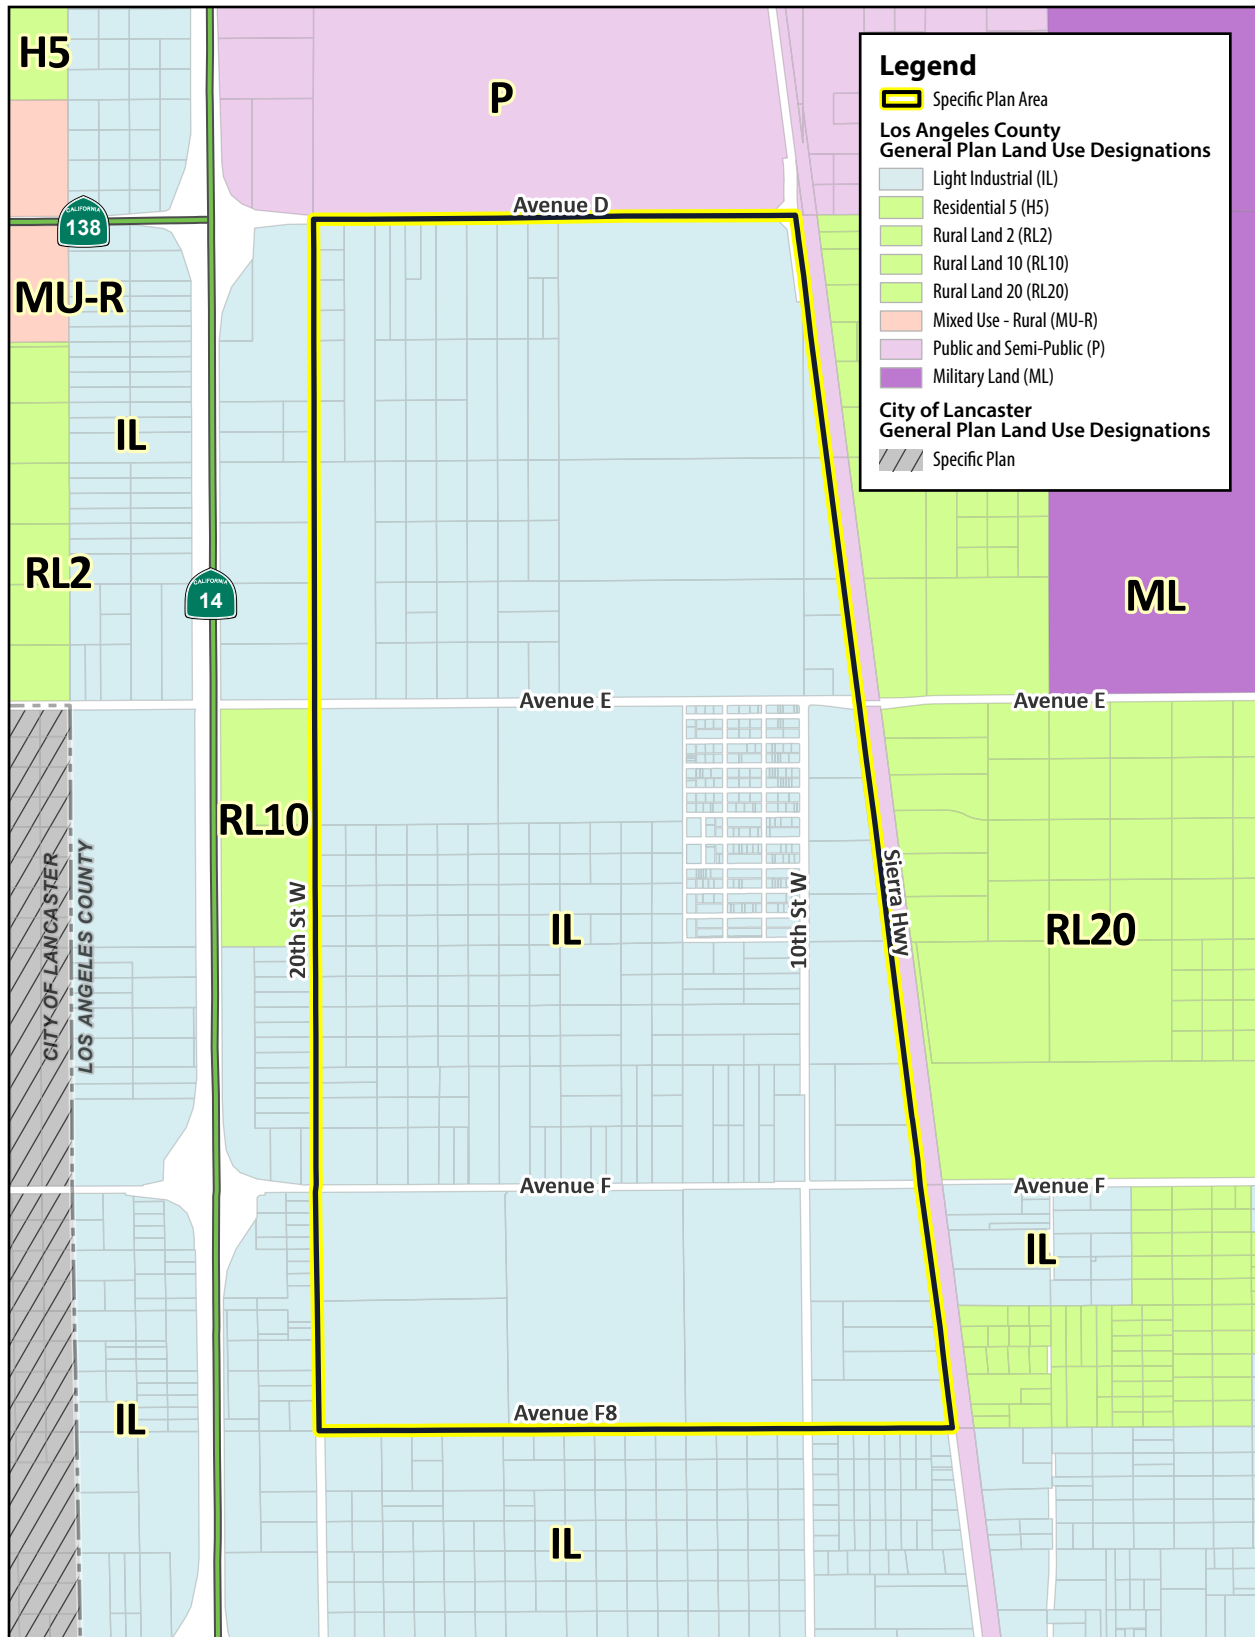 H5
P
Legend
Specific Plan Area
Los Angeles County
General Plan Land Use Designations
Light Industrial (IL)
Residential 5 (H5)
Rural Land 2 (RL2)
Rural Land 10 (RL10)
Rural Land 20 (RL20)
Mixed Use - Rural (MU-R)
Public and Semi-Public (P)
Military Land (ML)
City of Lancaster
General Plan Land Use Designations
Specific Plan
Avenue D
CALIFORNIA
138
MU-R
IL
RL2
CALIFORNIA
14
ML
Avenue E
Avenue E
RL10
CITY OF LANCASTER
LOS ANGELES COUNTY
20th St W
IL
10th St W
Sierra Hwy
RL20
Avenue F
Avenue F
IL
Avenue F8
IL
IL